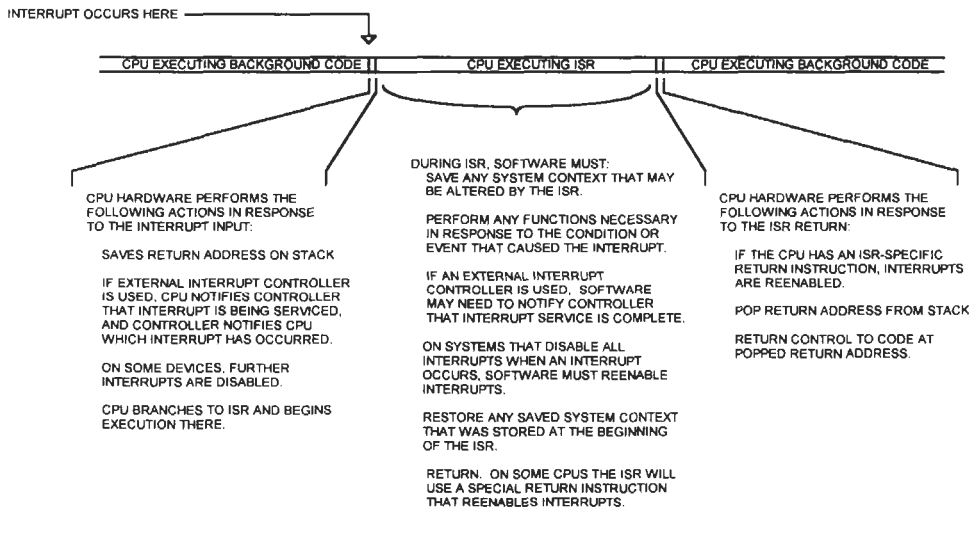 INTERRUPT OCCURS HERE
CPU EXECUTING BACKGROUND CODE
CPU EXECUTING ISR
CPU EXECUTING BACKGROUND CODE
CPU HARDWARE PERFORMS THE
FOLLOWING ACTIONS IN RESPONSE
TO THE INTERRUPT INPUT:
SAVES RETURN ADDRESS ON STACK
IF EXTERNAL INTERRUPT CONTROLLER
IS USED, CPU NOTIFIES CONTROLLER
THAT INTERRUPT IS BEING SERVICED,
AND CONTROLLER NOTIFIES CPU
WHICH INTERRUPT HAS OCCURRED.
ON SOME DEVICES, FURTHER
INTERRUPTS ARE DISABLED.
CPU BRANCHES TO ISR AND BEGINS
EXECUTION THERE.
DURING ISR, SOFTWARE MUST:
SAVE ANY SYSTEM CONTEXT THAT MAY
BE ALTERED BY THE ISR.
PERFORM ANY FUNCTIONS NECESSARY
IN RESPONSE TO THE CONDITION OR
EVENT THAT CAUSED THE INTERRUPT.
IF AN EXTERNAL INTERRUPT
CONTROLLER IS USED, SOFTWARE
MAY NEED TO NOTIFY CONTROLLER
THAT INTERRUPT SERVICE IS COMPLETE.
ON SYSTEMS THAT DISABLE ALL
INTERRUPTS WHEN AN INTERRUPT
OCCURS, SOFTWARE MUST REENABLE
INTERRUPTS.
RESTORE ANY SAVED SYSTEM CONTEXT
THAT WAS STORED AT THE BEGINNING
OF THE ISR.
RETURN. ON SOME CPUS THE ISR WILL
USE A SPECIAL RETURN INSTRUCTION
THAT REENABLES INTERRUPTS.
CPU HARDWARE PERFORMS THE
FOLLOWING ACTIONS IN RESPONSE
TO THE ISR RETURN:
IF THE CPU HAS AN ISR-SPECIFIC
RETURN INSTRUCTION, INTERRUPTS
ARE REENABLED.
POP RETURN ADDRESS FROM STACK
RETURN CONTROL TO CODE AT
POPPED RETURN ADDRESS.